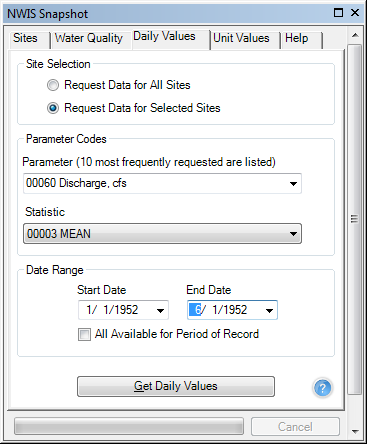 NWIS Snapshot
Sites Water Quality Daily Values Unit Values Help
Site Selection
Request Data for All Sites
Request Data for Selected Sites
Parameter Codes
Parameter (10 most frequently requested are listed)
00060 Discharge, cfs
Statistic
00003 MEAN
Date Range
Start Date End Date
1/ 1/1952 6/ 1/1952
All Available for Period of Record
Get Daily Values ?
Cancel